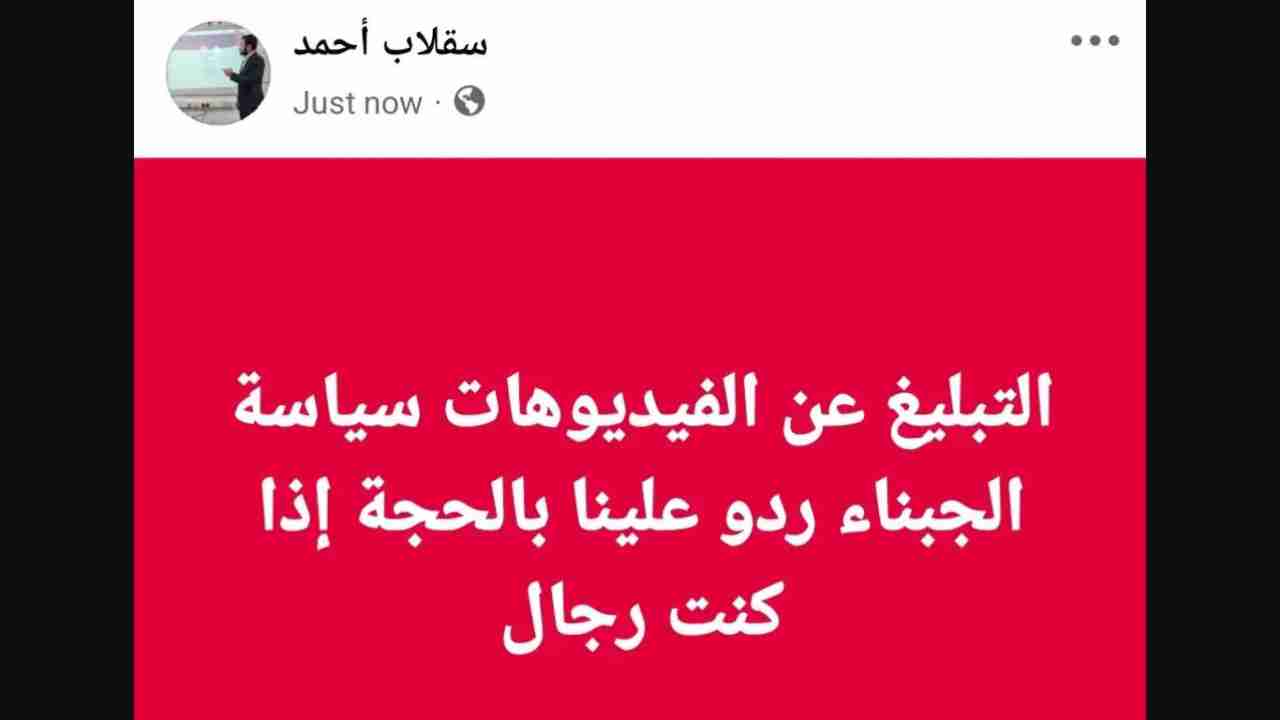 سقلاب أحمد
Just now ·
التبليغ عن الفيديوهات سياسة
الجبناء ردو علينا بالحجة إذا
كنت رجال